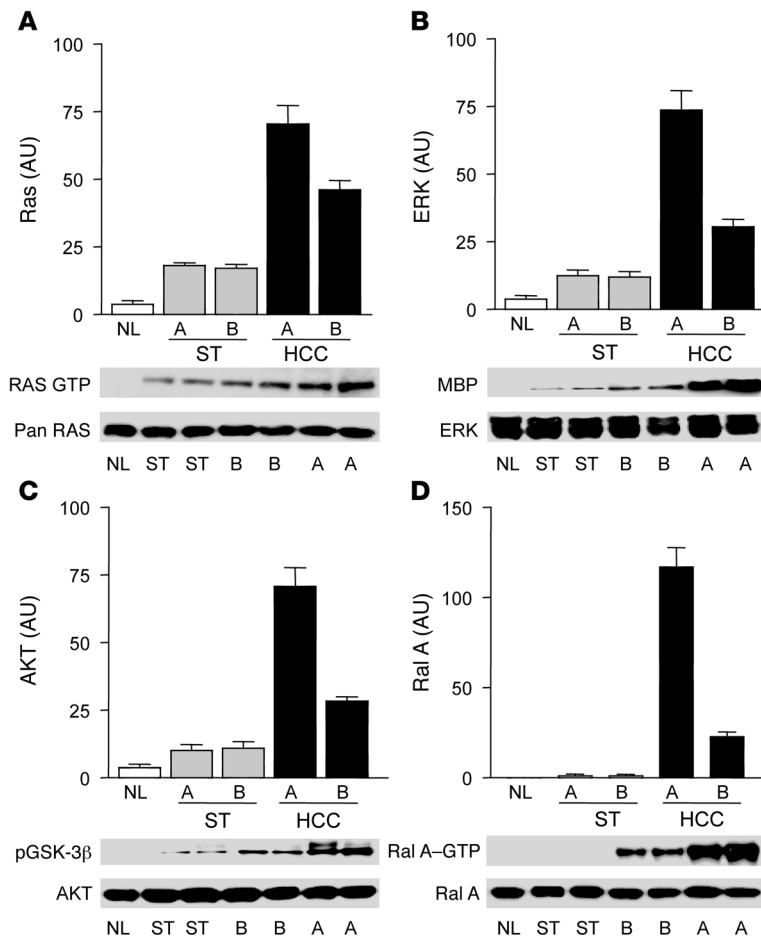 A
100
75
50
25
0
Ras (AU)
NL A B A B
ST HCC
RAS GTP
Pan RAS
NL ST ST B B A A
B
100
75
50
25
0
ERK (AU)
NL A B A B
ST HCC
MBP
ERK
NL ST ST B B A A
C
100
75
50
25
0
AKT (AU)
NL A B A B
ST HCC
pGSK-3β
AKT
NL ST ST B B A A
D
150
100
50
0
Ral A (AU)
NL A B A B
ST HCC
Ral A–GTP
Ral A
NL ST ST B B A A